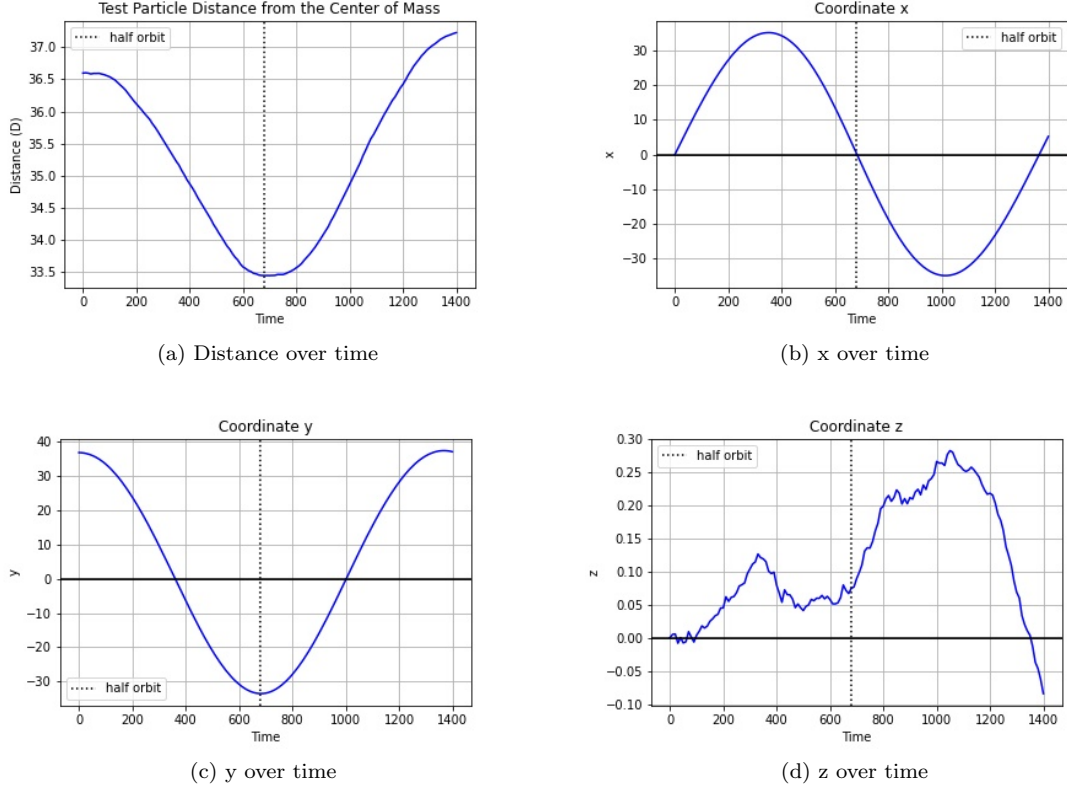 Test Particle Distance from the Center of Mass
half orbit
37.0
36.5
36.0
35.5
35.0
34.5
34.0
33.5
Distance (D)
0 200 400 600 800 1000 1200 1400
Time
(a) Distance over time
Coordinate x
half orbit
30
20
10
0
−10
−20
−30
x
0 200 400 600 800 1000 1200 1400
Time
(b) x over time
Coordinate y
40
30
20
10
0
−10
−20
−30
y
half orbit
0 200 400 600 800 1000 1200 1400
Time
(c) y over time
Coordinate z
half orbit
0.30
0.25
0.20
0.15
0.10
0.05
0.00
−0.05
−0.10
z
0 200 400 600 800 1000 1200 1400
Time
(d) z over time